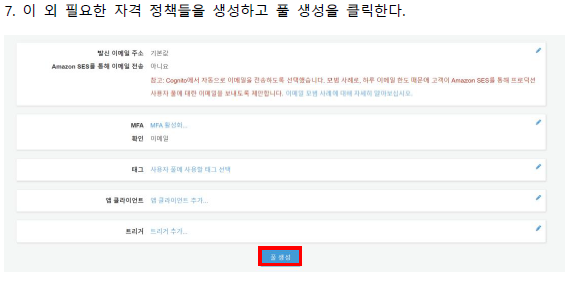 7. 이 외 필요한 자격 정책들을 생성하고 풀 생성을 클릭한다.
발신 이메일 주소 기본값
Amazon SES를 통해 이메일 전송 아니요
참고: Cognito에서 자동으로 이메일을 전송하도록 선택했습니다. 모범 사례로, 하루 이메일 한도 때문에 고객이 Amazon SES를 통해 프로덕션
사용자 풀에 대한 이메일을 보내도록 제안합니다. 이메일 모범 사례에 대해 자세히 알아보십시오.
MFA MFA 활성화...
확인 이메일
태그 사용자 풀에 사용할 태그 선택
앱 클라이언트 앱 클라이언트 추가...
트리거 트리거 추가...
풀 생성